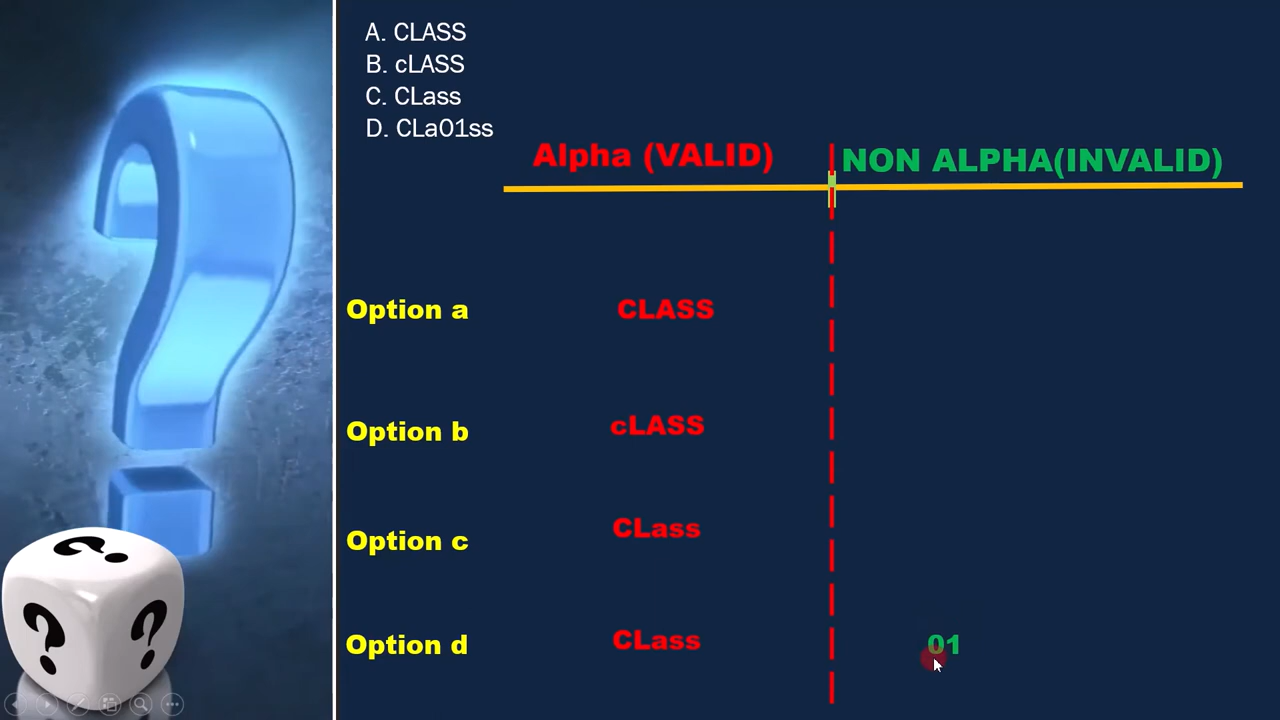 A. CLASS
B. cLASS
C. CLass
D. CLa01ss
Alpha (VALID) NON ALPHA(INVALID)
Option a CLASS
Option b cLASS
Option c CLass
Option d CLass 01